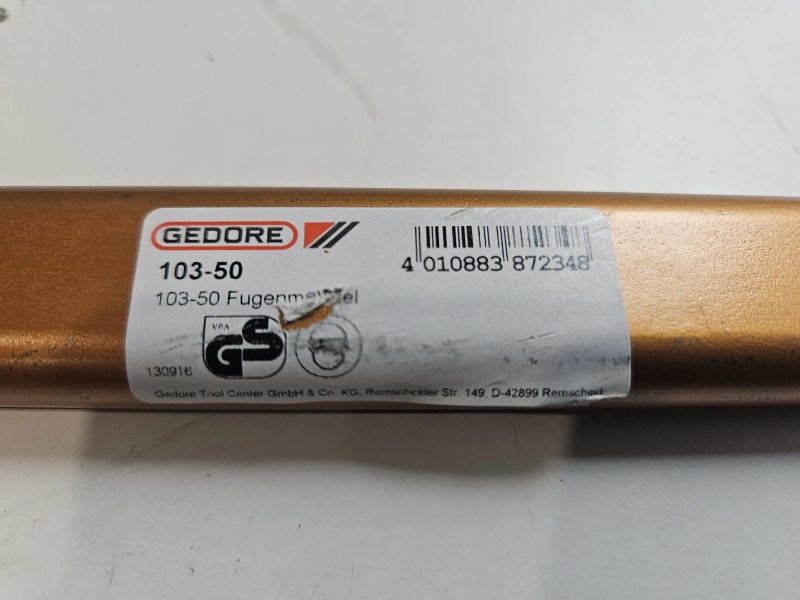 GEDORE
103-50
4 010883 872348
103-50
VPA
GS
130916
Gedore Tool Center GmbH & Co. KG, Remscheider Str. 149, D-42899 Remscheid